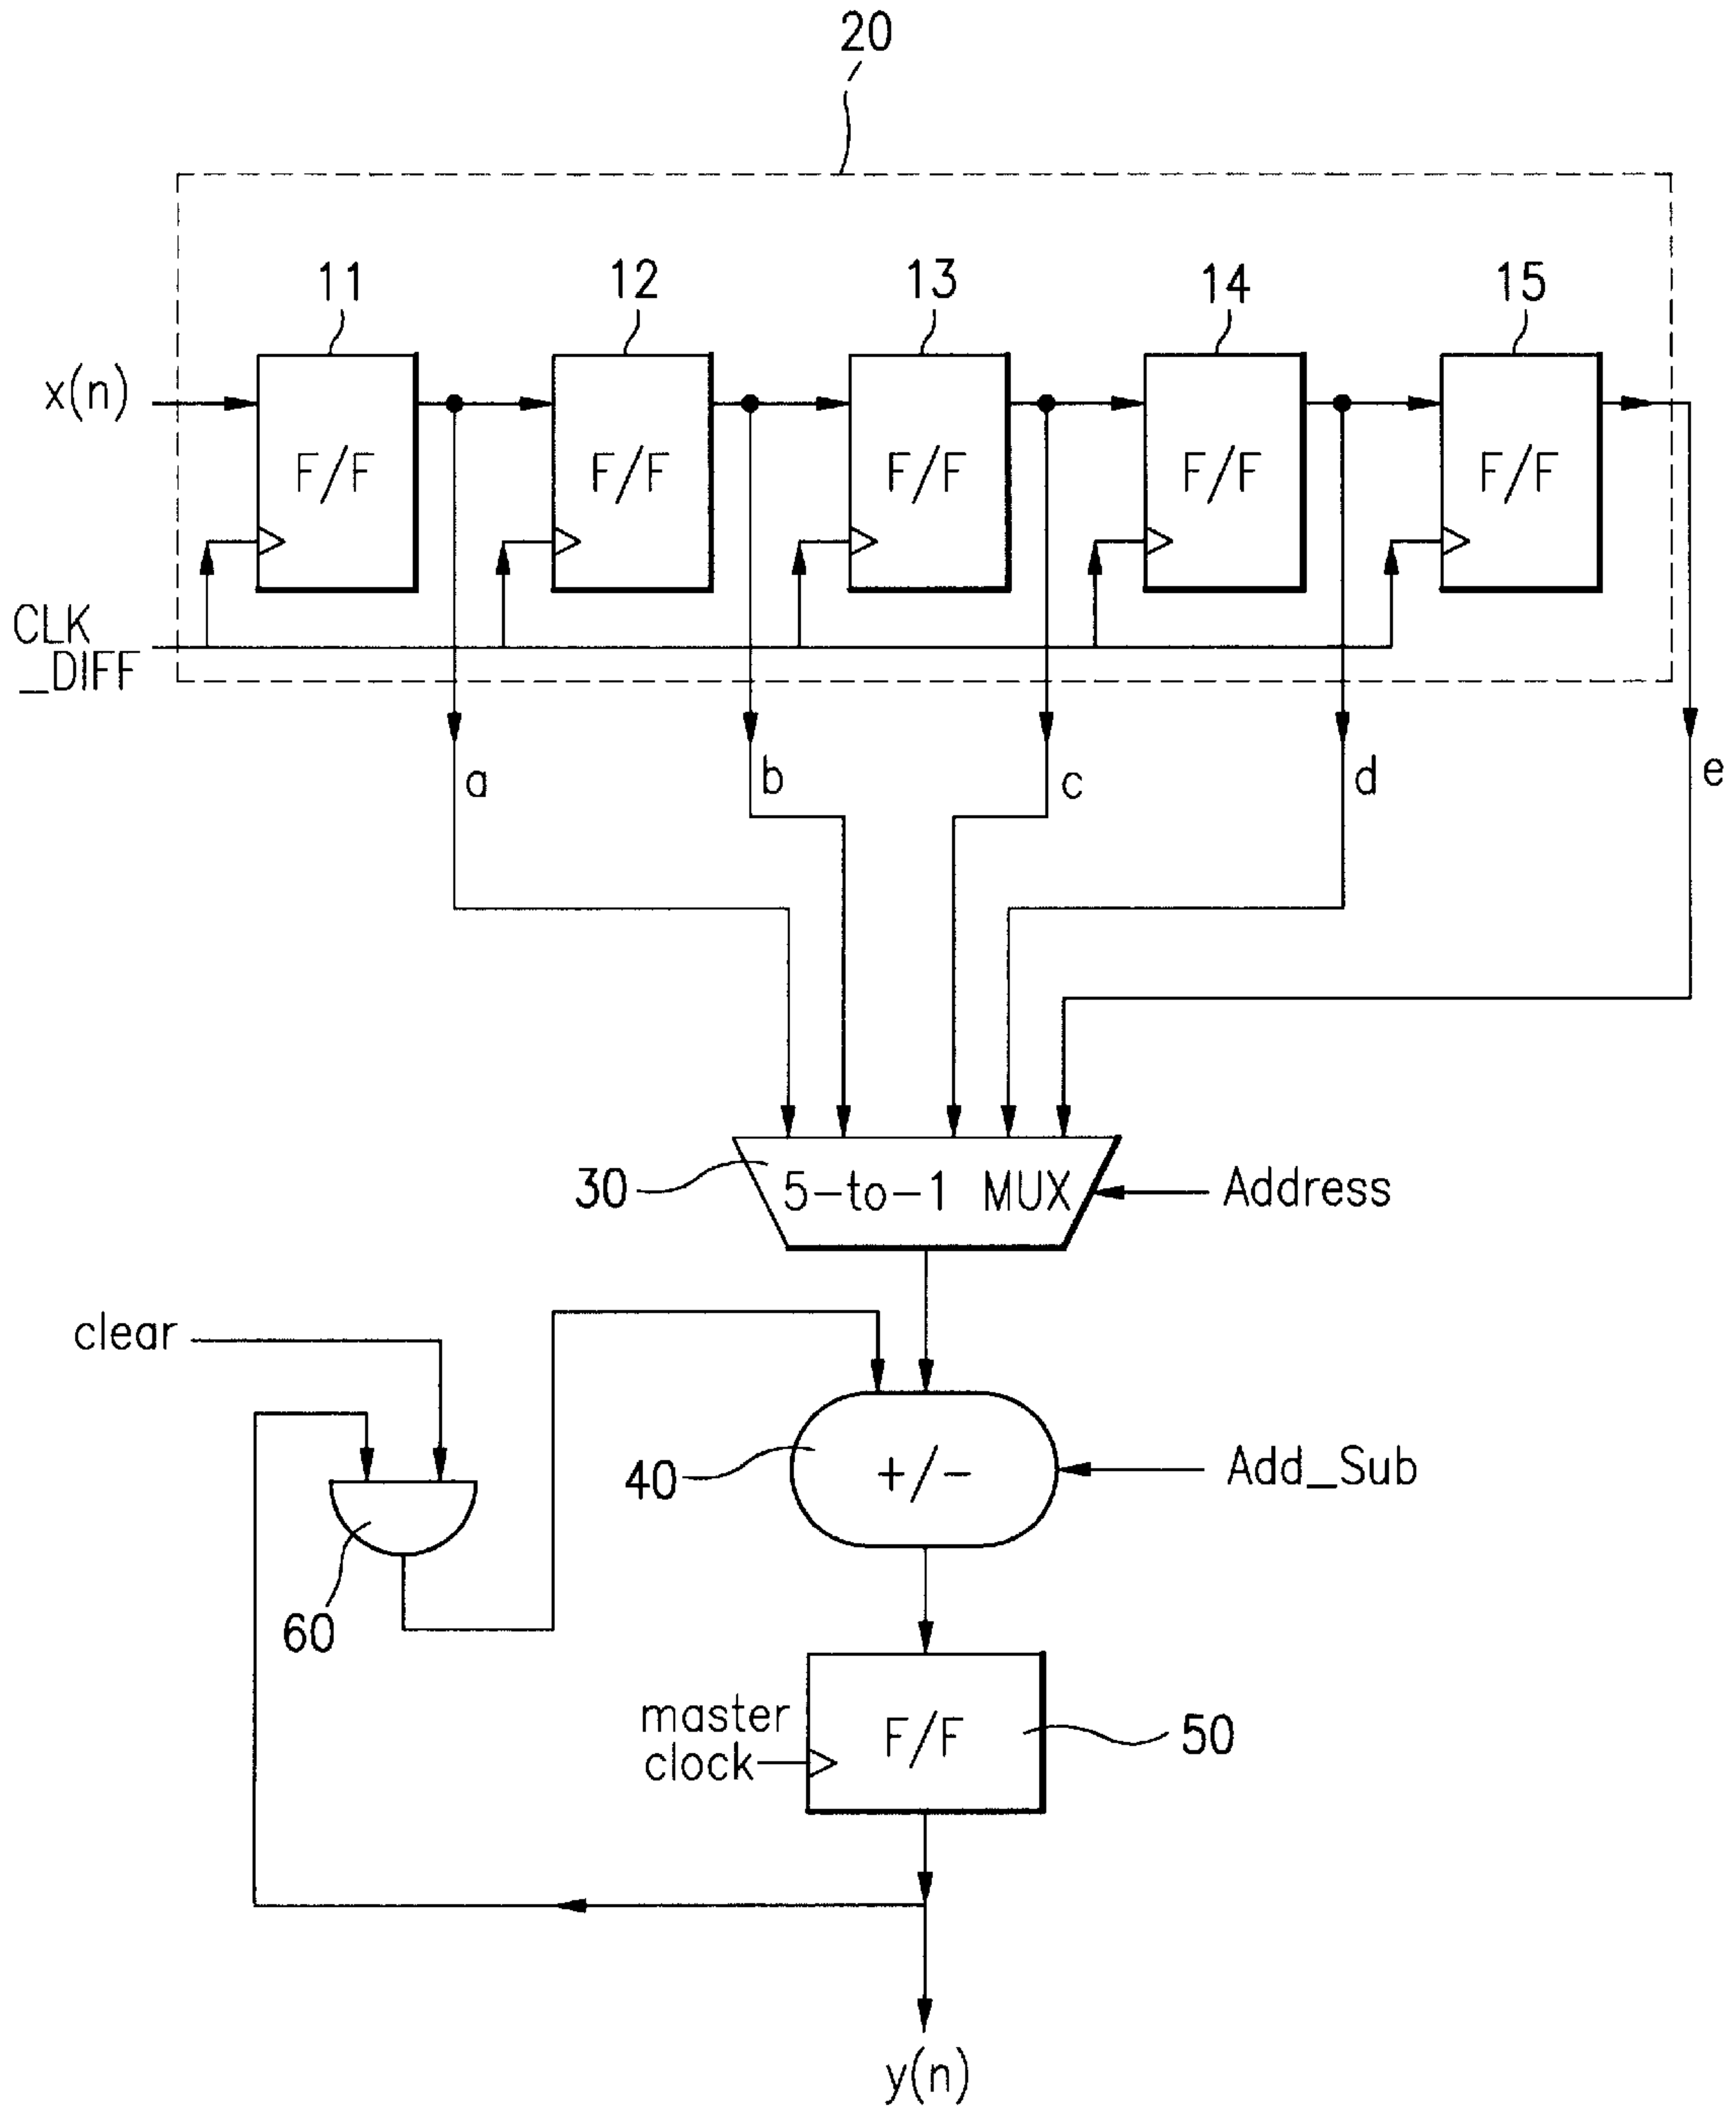 20
11
12
13
14
15
x(n)
F/F
F/F
F/F
F/F
F/F
CLK
_DIFF
a
b
c
d
e
30
5-to-1 MUX
Address
clear
40
+/-
Add_Sub
60
master
clock
F/F
50
y(n)